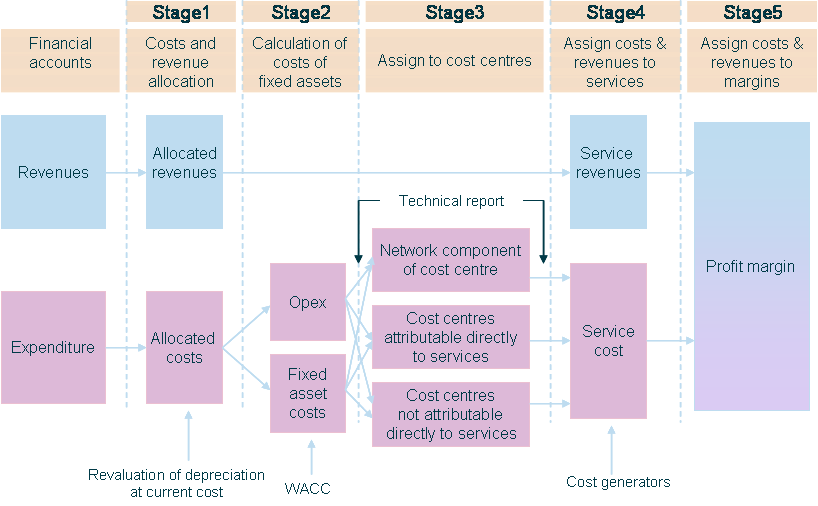 Stage1
Stage2
Stage3
Stage4
Stage5
Financial
accounts
Costs and
revenue
allocation
Calculation of
costs of
fixed assets
Assign to cost centres
Assign costs &
revenues to
services
Assign costs &
revenues to
margins
Revenues
Allocated
revenues
Service
revenues
Technical report
Network component
of cost centre
Profit margin
Expenditure
Allocated
costs
Opex
Fixed
asset
costs
Cost centres
attributable directly
to services
Cost centres
not attributable
directly to services
Service
cost
Revaluation of depreciation
at current cost
WACC
Cost generators